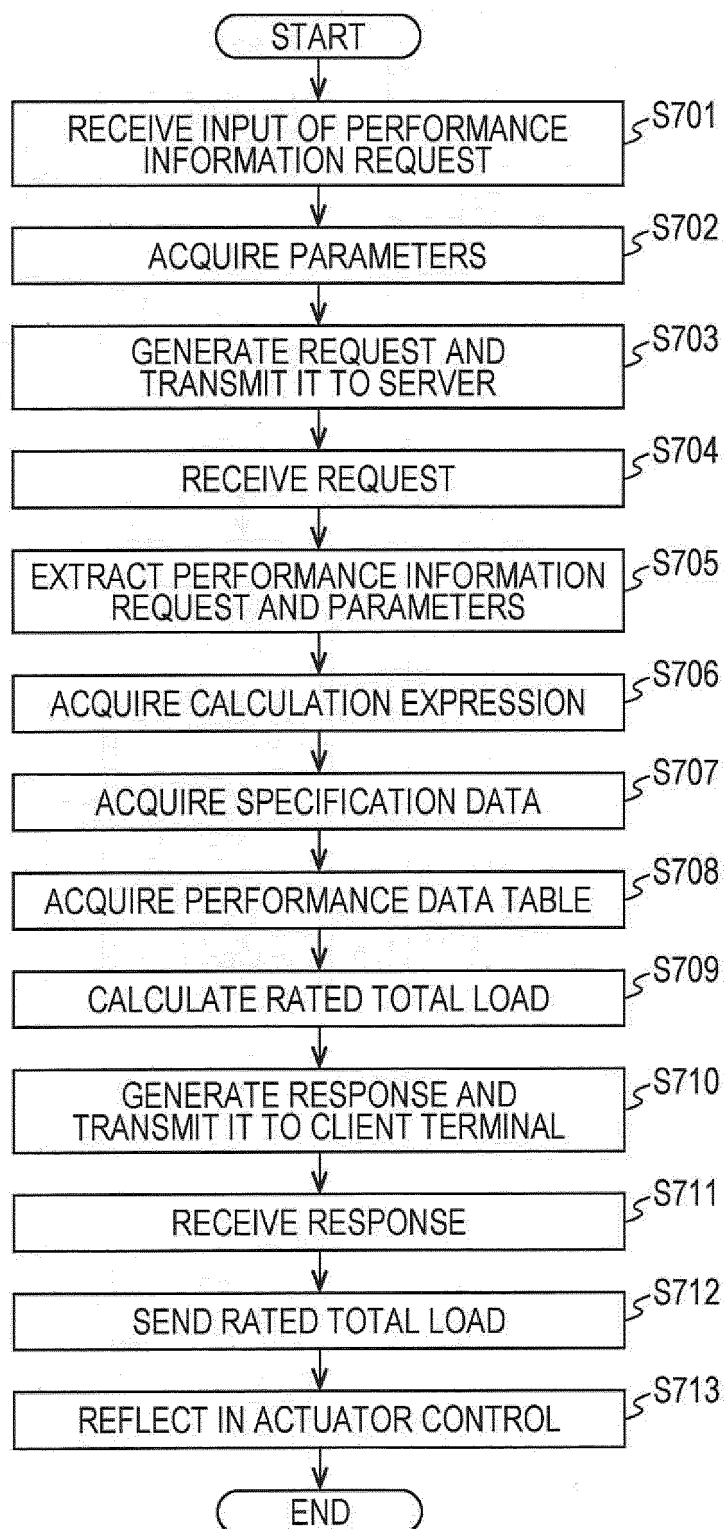 START
RECEIVE INPUT OF PERFORMANCE
INFORMATION REQUEST
S701
ACQUIRE PARAMETERS
S702
GENERATE REQUEST AND
TRANSMIT IT TO SERVER
S703
RECEIVE REQUEST
S704
EXTRACT PERFORMANCE INFORMATION
REQUEST AND PARAMETERS
S705
ACQUIRE CALCULATION EXPRESSION
S706
ACQUIRE SPECIFICATION DATA
S707
ACQUIRE PERFORMANCE DATA TABLE
S708
CALCULATE RATED TOTAL LOAD
S709
GENERATE RESPONSE AND
TRANSMIT IT TO CLIENT TERMINAL
S710
RECEIVE RESPONSE
S711
SEND RATED TOTAL LOAD
S712
REFLECT IN ACTUATOR CONTROL
S713
END